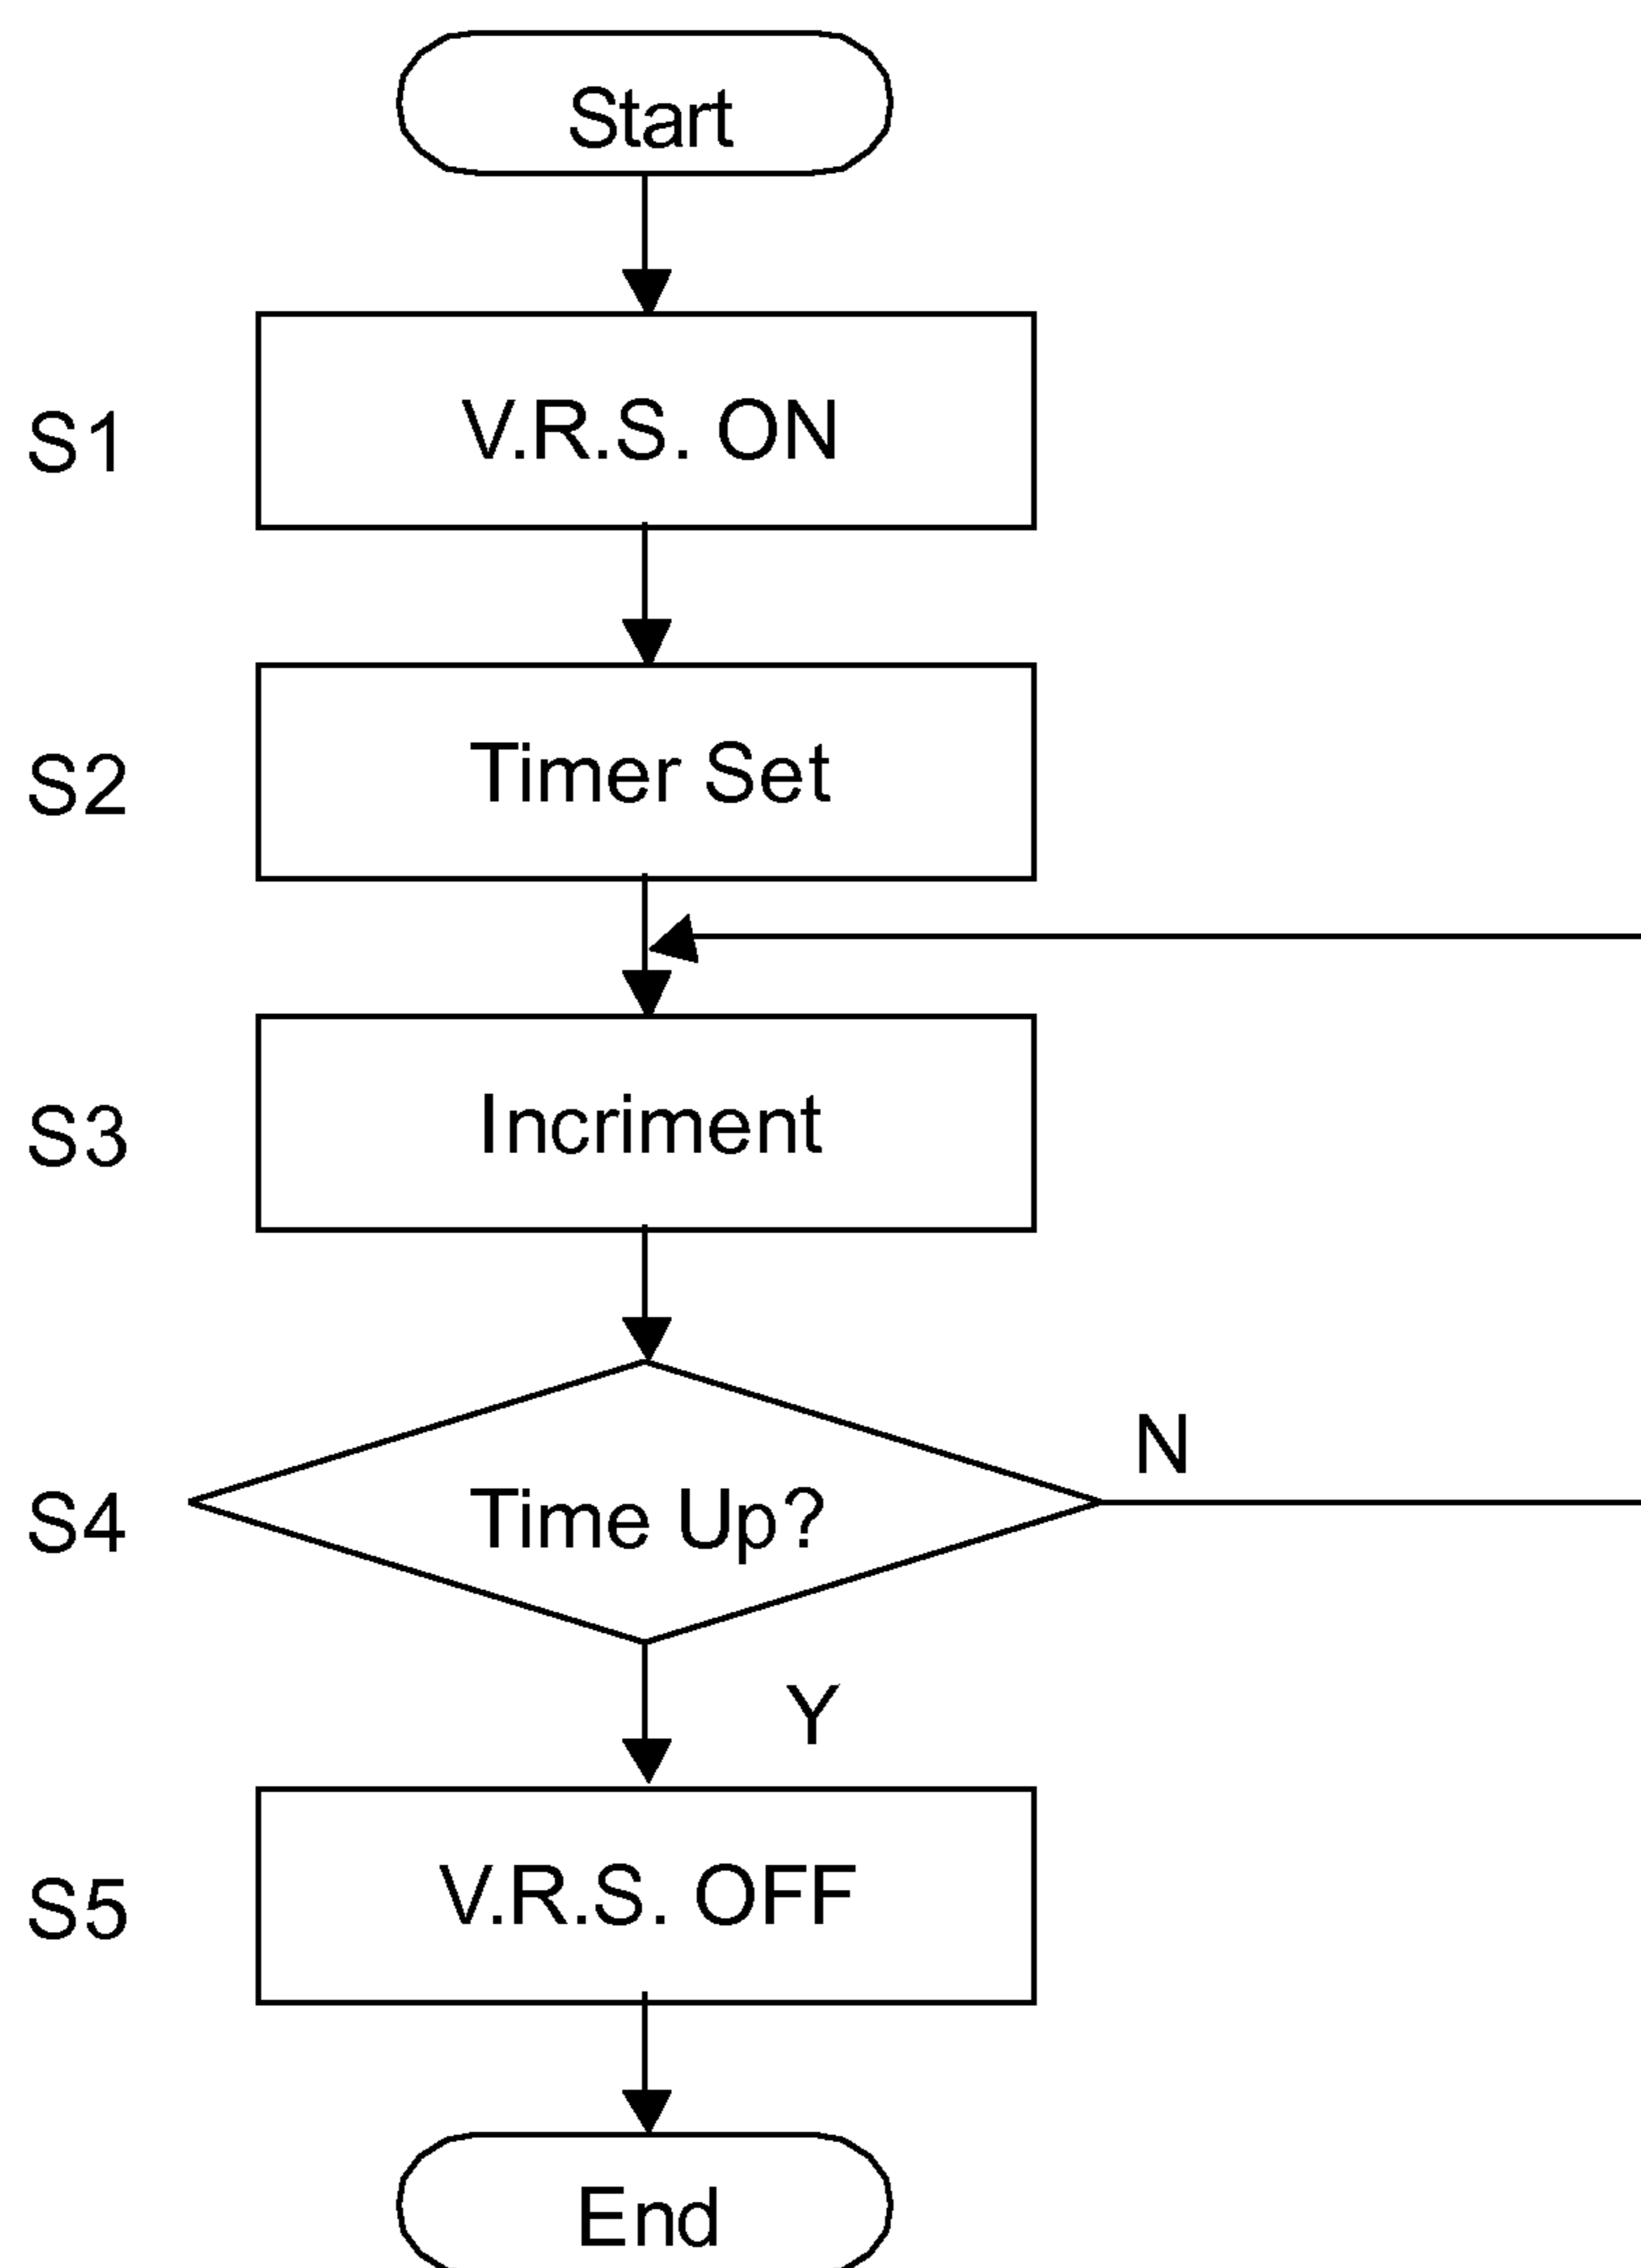 Start
S1
V.R.S. ON
S2
Timer Set
S3
Incriment
N
S4
Time Up?
Y
S5
V.R.S. OFF
End